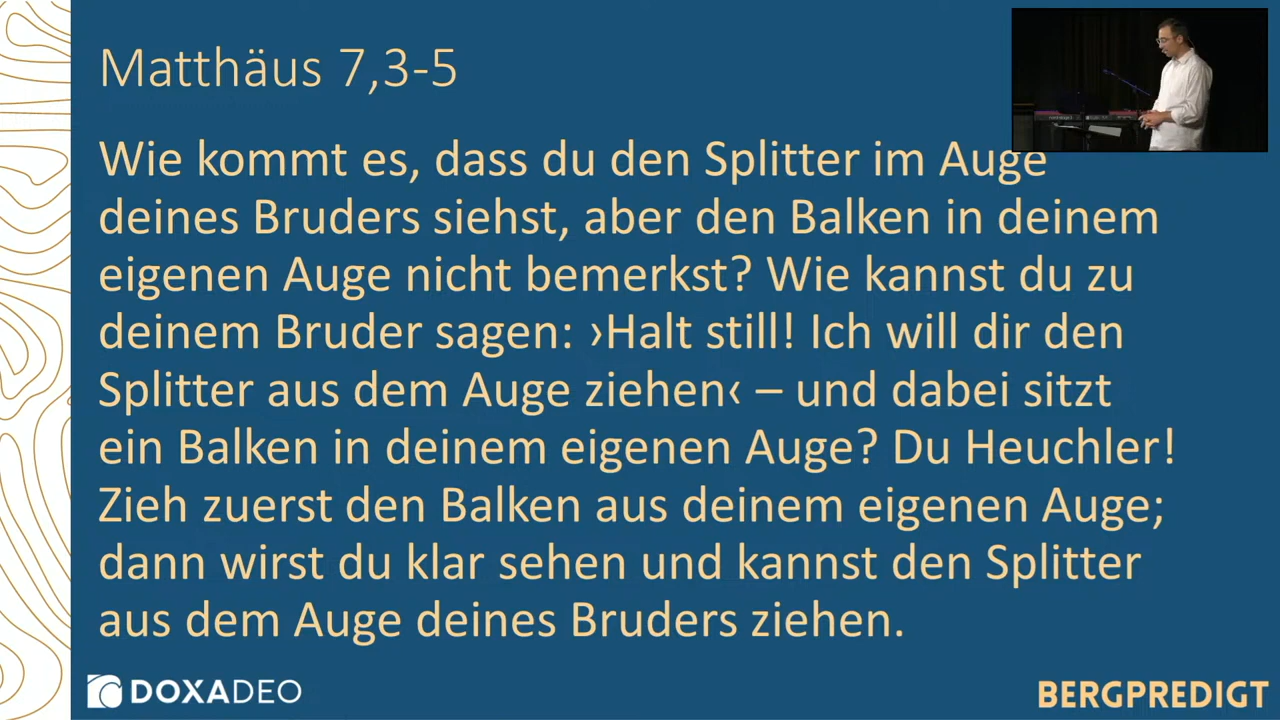 Matthäus 7,3-5
Wie kommt es, dass du den Splitter im Auge
deines Bruders siehst, aber den Balken in deinem
eigenen Auge nicht bemerkst? Wie kannst du zu
deinem Bruder sagen: ›Halt still! Ich will dir den
Splitter aus dem Auge ziehen‹ – und dabei sitzt
ein Balken in deinem eigenen Auge? Du Heuchler!
Zieh zuerst den Balken aus deinem eigenen Auge;
dann wirst du klar sehen und kannst den Splitter
aus dem Auge deines Bruders ziehen.
DOXADEO
BERGPREDIGT